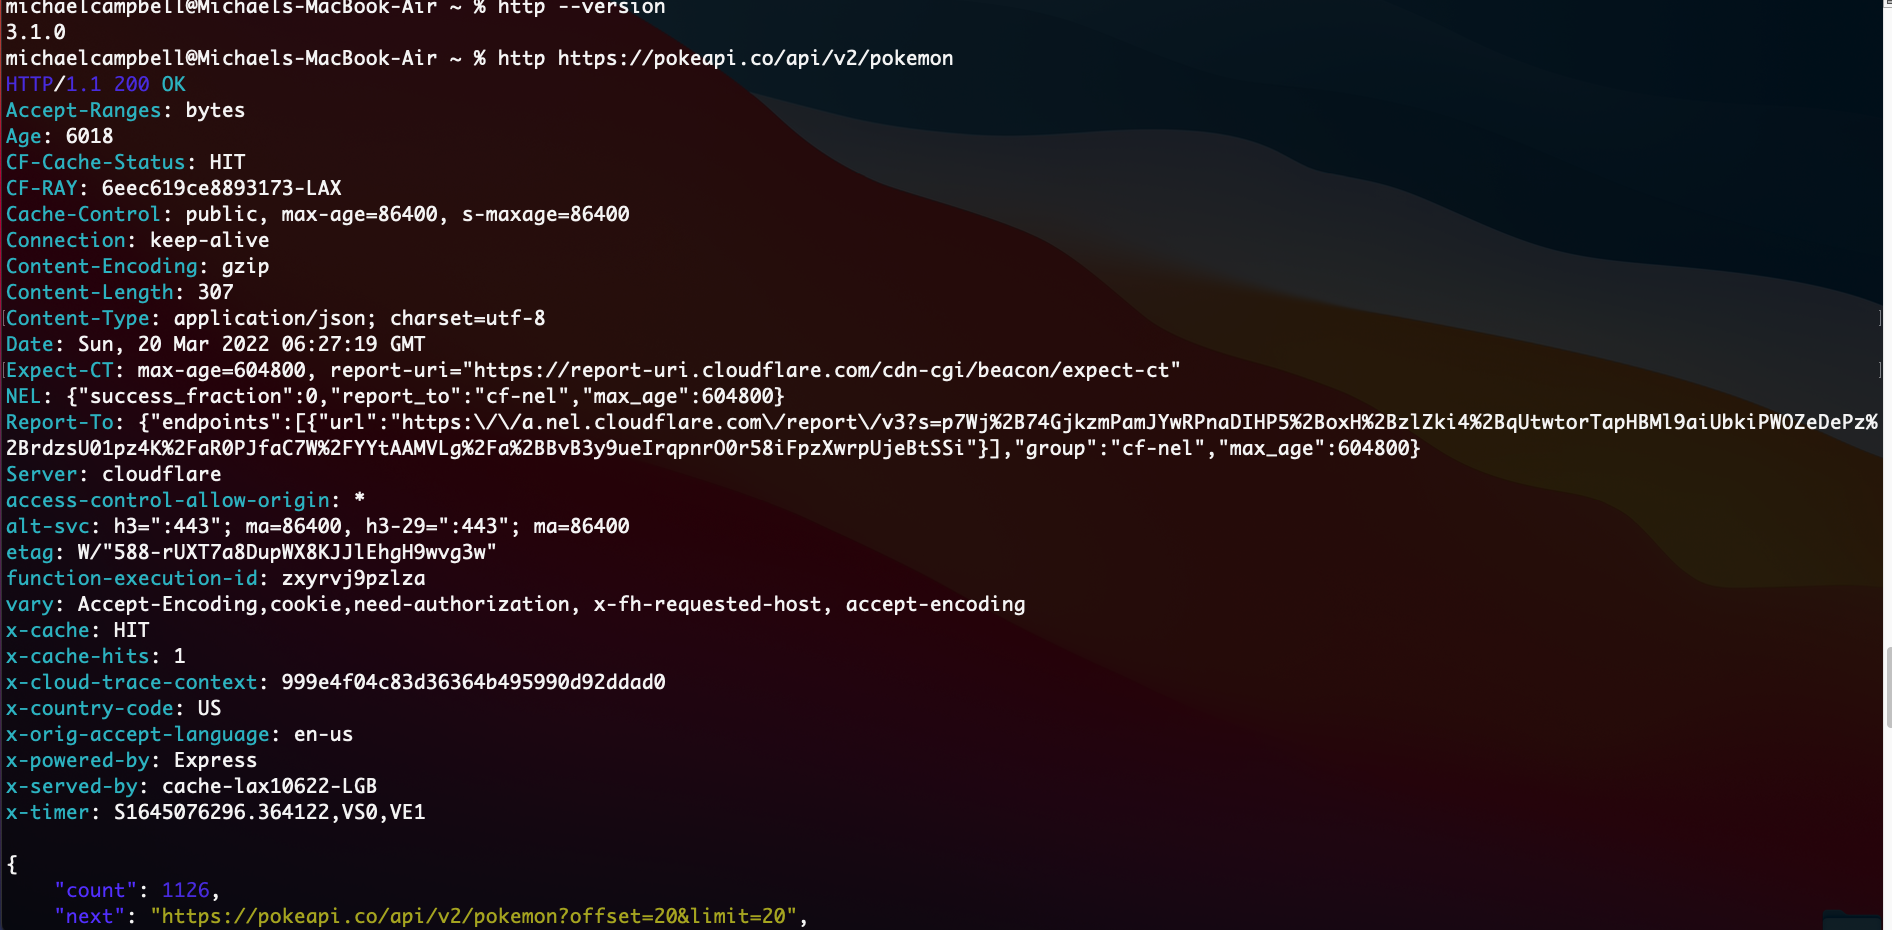 michaelcampbell@Michaels-MacBook-Air ~ % http --version
3.1.0
michaelcampbell@Michaels-MacBook-Air ~ % http https://pokeapi.co/api/v2/pokemon
HTTP/1.1 200 OK
Accept-Ranges: bytes
Age: 6018
CF-Cache-Status: HIT
CF-RAY: 6eec619ce8893173-LAX
Cache-Control: public, max-age=86400, s-maxage=86400
Connection: keep-alive
Content-Encoding: gzip
Content-Length: 307
Content-Type: application/json; charset=utf-8
Date: Sun, 20 Mar 2022 06:27:19 GMT
Expect-CT: max-age=604800, report-uri="https://report-uri.cloudflare.com/cdn-cgi/beacon/expect-ct"
NEL: {"success_fraction":0,"report_to":"cf-nel","max_age":604800}
Report-To: {"endpoints":[{"url":"https:\/\/a.nel.cloudflare.com\/report\/v3?s=p7Wj%2B74GjkzmPamJYwRPnaDIHP5%2BoxH%2BzlZki4%2BqUtwtorTapHBMl9aiUbkiPWOZeDePz%
2BrdzsU01pz4K%2FaR0PJfaC7W%2FYYtAAMVLg%2Fa%2BBvB3y9ueIrqpnrO0r58iFpzXwrpUjeBtSSi"}],"group":"cf-nel","max_age":604800}
Server: cloudflare
access-control-allow-origin: *
alt-svc: h3=":443"; ma=86400, h3-29=":443"; ma=86400
etag: W/"588-rUXT7a8DupWX8KJJlEhgH9wvg3w"
function-execution-id: zxyrvj9pzlza
vary: Accept-Encoding,cookie,need-authorization, x-fh-requested-host, accept-encoding
x-cache: HIT
x-cache-hits: 1
x-cloud-trace-context: 999e4f04c83d36364b495990d92ddad0
x-country-code: US
x-orig-accept-language: en-us
x-powered-by: Express
x-served-by: cache-lax10622-LGB
x-timer: S1645076296.364122,VS0,VE1
{
"count": 1126,
"next": "https://pokeapi.co/api/v2/pokemon?offset=20&limit=20",